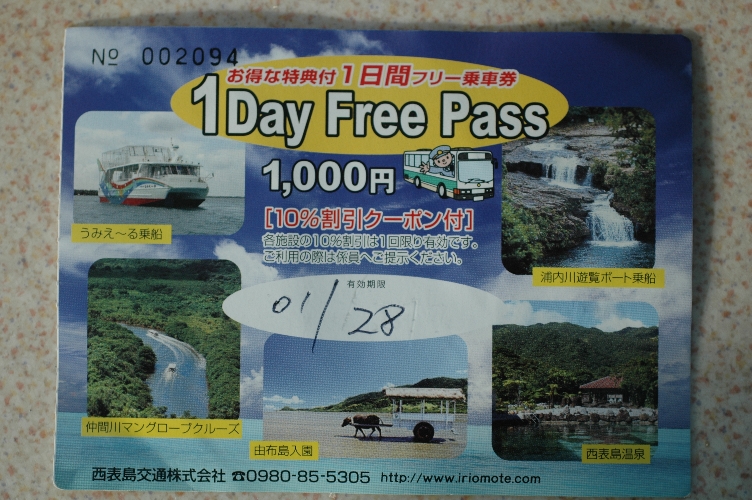 № 002094
お得な特典付1日間フリー乗車券
1Day Free Pass
1,000円
[10%割引クーポン付]
各施設の10%割引は1回限り有効です。
ご利用の際は係員へご提示ください。
うみえ〜る乗船
浦内川遊覧ボート乗船
有効期限
01/28
仲間川マングローブクルーズ
由布島入園
西表島温泉
西表島交通株式会社 ☎0980-85-5305 http://www.iriomote.com/